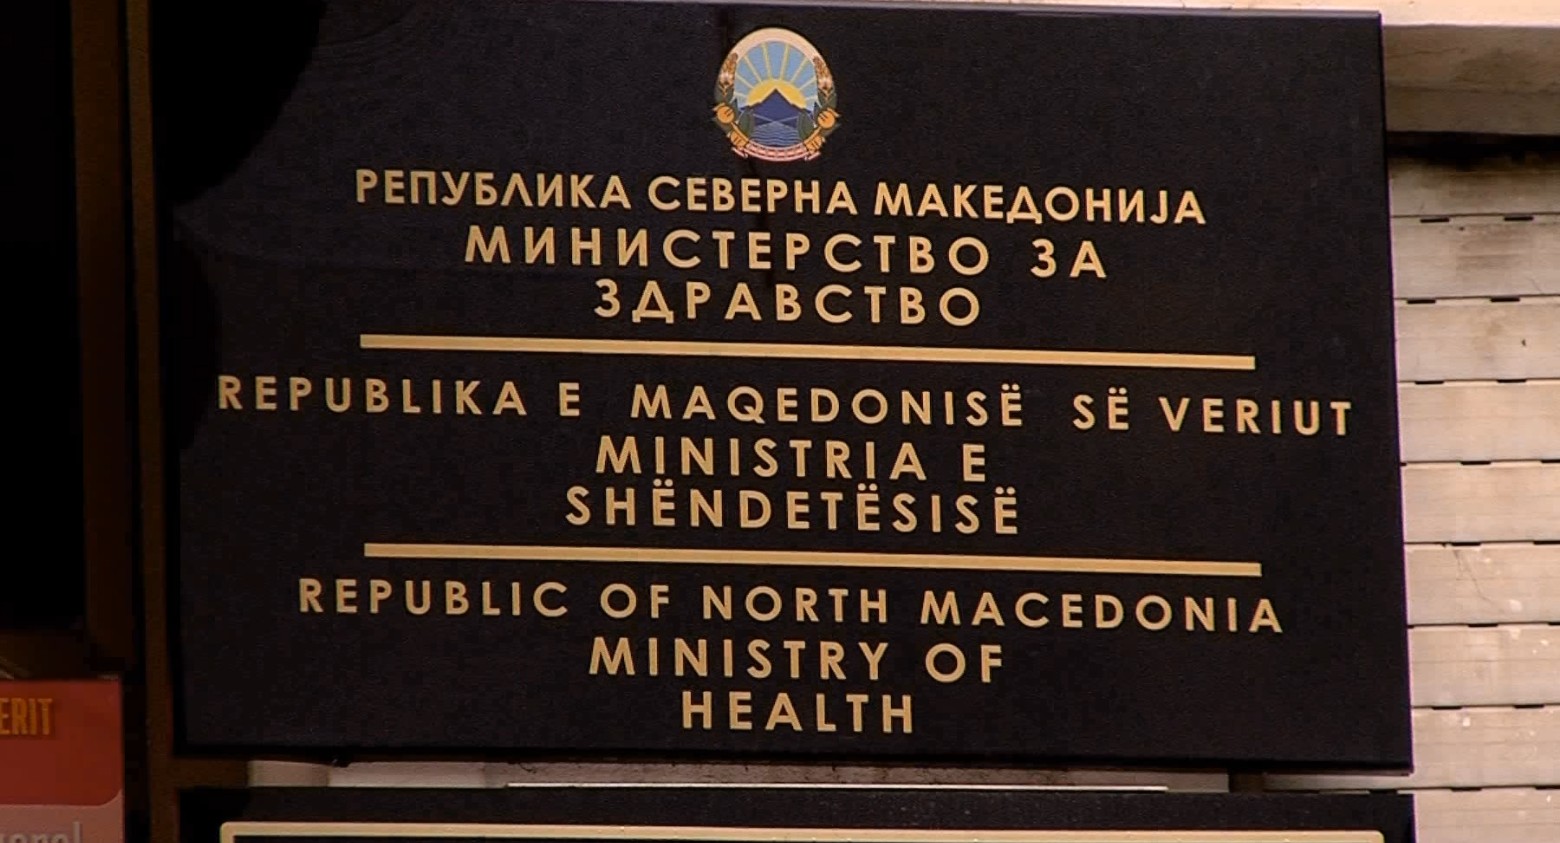 РЕПУБЛИКА СЕВЕРНА МАКЕДОНИЈА
МИНИСТЕРСТВО ЗА
ЗДРАВСТВО
REPUBLIKA E MAQEDONISË SË VERIUT
MINISTRIA E
SHËNDETËSISË
REPUBLIC OF NORTH MACEDONIA
MINISTRY OF
HEALTH